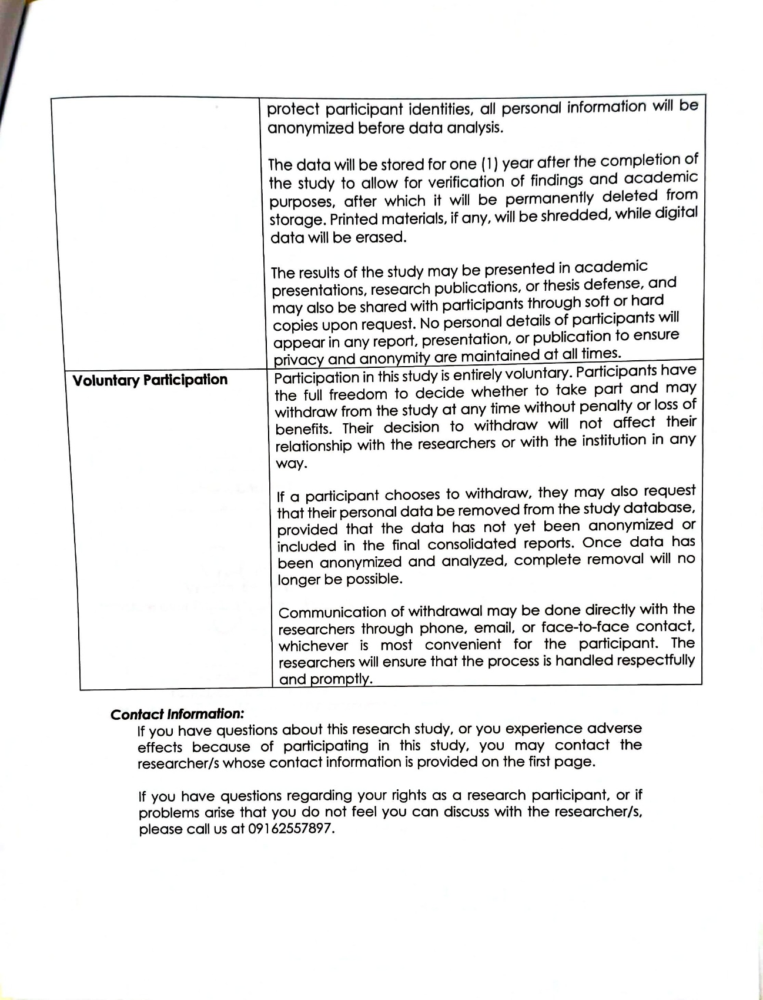 protect participant identities, all personal information will be
anonymized before data analysis.
The data will be stored for one (1) year after the completion of
the study to allow for verification of findings and academic
purposes, after which it will be permanently deleted from
storage. Printed materials, if any, will be shredded, while digital
data will be erased.
The results of the study may be presented in academic
presentations, research publications, or thesis defense, and
may also be shared with participants through soft or hard
copies upon request. No personal details of participants will
appear in any report, presentation, or publication to ensure
privacy and anonymity are maintained at all times.
Voluntary Participation
Participation in this study is entirely voluntary. Participants have
the full freedom to decide whether to take part and may
withdraw from the study at any time without penalty or loss of
benefits. Their decision to withdraw will not affect their
relationship with the researchers or with the institution in any
way.
If a participant chooses to withdraw, they may also request
that their personal data be removed from the study database,
provided that the data has not yet been anonymized or
included in the final consolidated reports. Once data has
been anonymized and analyzed, complete removal will no
longer be possible.
Communication of withdrawal may be done directly with the
researchers through phone, email, or face-to-face contact,
whichever is most convenient for the participant. The
researchers will ensure that the process is handled respectfully
and promptly.
Contact Information:
If you have questions about this research study, or you experience adverse
effects because of participating in this study, you may contact the
researcher/s whose contact information is provided on the first page.
If you have questions regarding your rights as a research participant, or if
problems arise that you do not feel you can discuss with the researcher/s,
please call us at 09162557897.